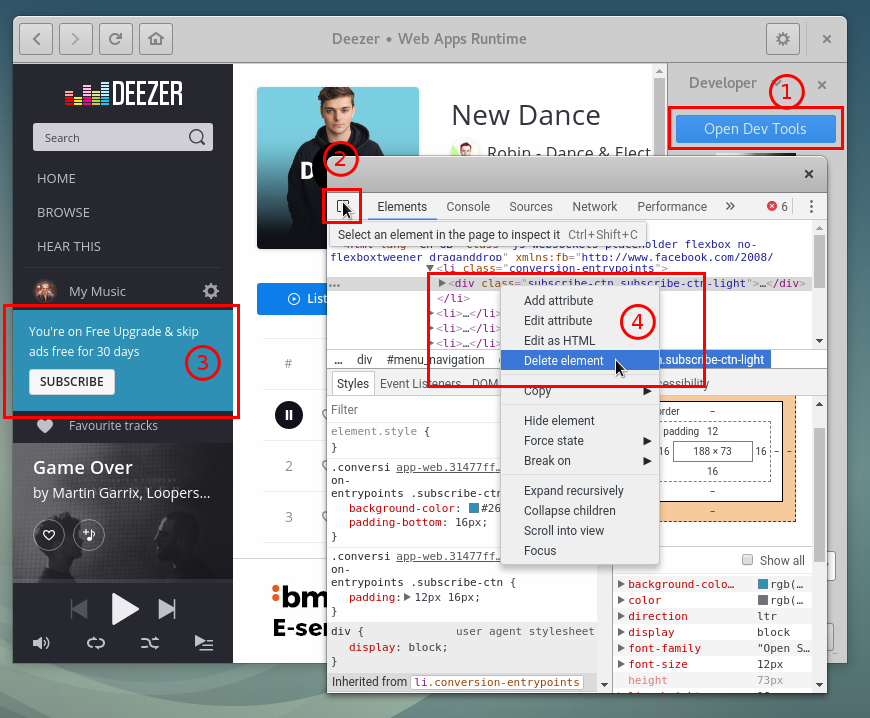 Deezer • Web Apps Runtime
DEEZER
Search
HOME
BROWSE
HEAR THIS
My Music
You're on Free Upgrade & skip
ads free for 30 days
SUBSCRIBE
3
Favourite tracks
Game Over
by Martin Garrix, Loopers...
New Dance
Robin - Dance & Elect
D
List
#
2
3
:bm
E-ser
Developer
1
Open Dev Tools
2
Elements
Console
Sources
Network
Performance
»
6
Select an element in the page to inspect it Ctrl+Shift+C
flexboxtweener draganddrop" xmlns:fb="http://www.facebook.com/2008/
<li class="conversion-entrypoints">
<div class="subscribe-ctn subscribe-ctn-light">…</div>
</li>
<li>…</li>
<li>…</li>
<li>…</li>
4
... div #menu_navigation n.subscribe-ctn-light
Add attribute
Edit attribute
Edit as HTML
Delete element
Copy
Hide element
Force state
Break on
Expand recursively
Collapse children
Scroll into view
Focus
Styles Event Listeners DOM cessibility
Filter
element.style {
}
.conversi app-web.31477ff…
on-
entrypoints .subscribe-ctn
background-color: #26
padding-bottom: 16px;
}
.conversi app-web.31477ff…
on-
entrypoints .subscribe-ctn {
padding: 12px 16px;
}
div { user agent stylesheet
display: block;
}
Inherited from li.conversion-entrypoints
order –
padding 12
16 188 × 73 16 – –
16
–
–
Show all
background-colo… rgb(…
color rgb(…
direction ltr
display block
font-family "Open S…
font-size 12px
height 73px